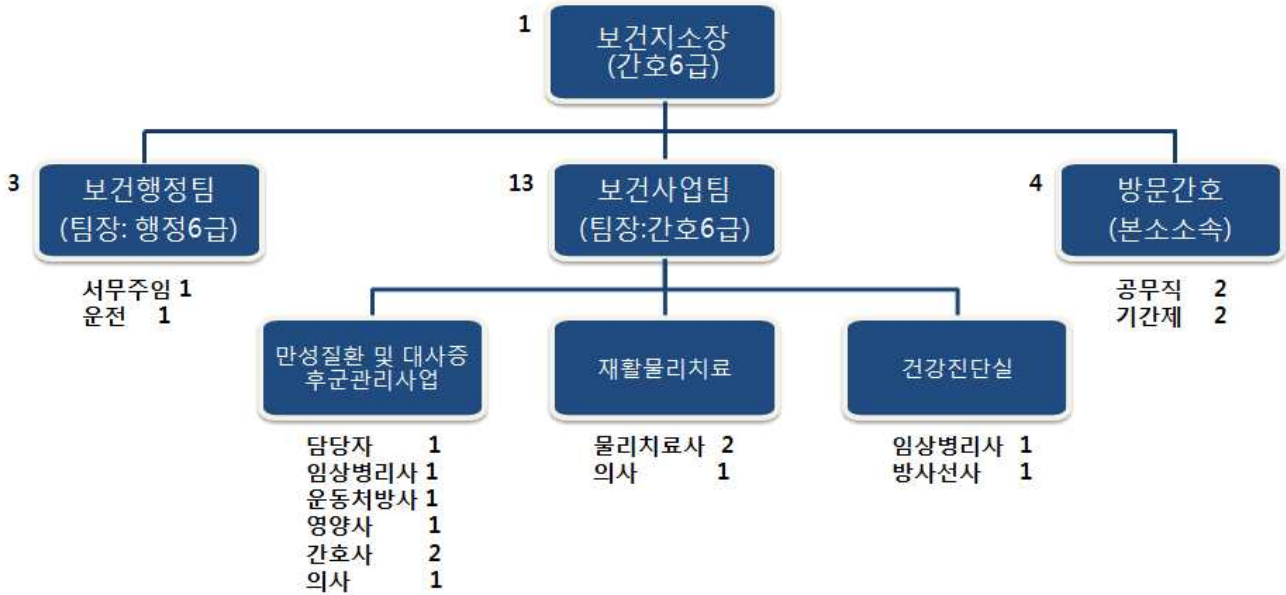 1
보건지소장
(간호6급)
3
보건행정팀
(팀장: 행정6급)
서무주임 1
운전 1
13
보건사업팀
(팀장:간호6급)
4
방문간호
(본소소속)
공무직 2
기간제 2
만성질환 및 대사증
후군관리사업
담당자 1
임상병리사 1
운동처방사 1
영양사 1
간호사 2
의사 1
재활물리치료
물리치료사 2
의사 1
건강진단실
임상병리사 1
방사선사 1